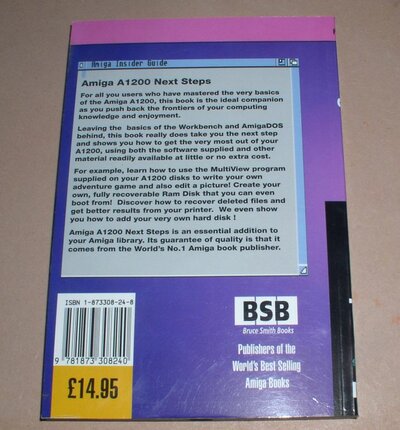 Amiga Insider Guide
Amiga A1200 Next Steps
For all you users who have mastered the very basics
of the Amiga A1200, this book is the ideal companion
as you push back the frontiers of your computing
knowledge and enjoyment.
Leaving the basics of the Workbench and AmigaDOS
behind, this book really does take you the next step
and shows you how to get the very most out of your
A1200, using both the software supplied and other
material readily available at little or no extra cost.
For example, learn how to use the MultiView program
supplied on your A1200 disks to write your own
adventure game and also edit a picture! Create your
own, fully recoverable Ram Disk that you can even
boot from! Discover how to recover deleted files and
get better results from your printer. We even show
you how to add your very own hard disk !
Amiga A1200 Next Steps is an essential addition to
your Amiga library. Its guarantee of quality is that it
comes from the World's No.1 Amiga book publisher.
ISBN 1-873308-24-8
9 781873 308240
£14.95
BSB
Bruce Smith Books
Publishers of the
World's Best Selling
Amiga Books